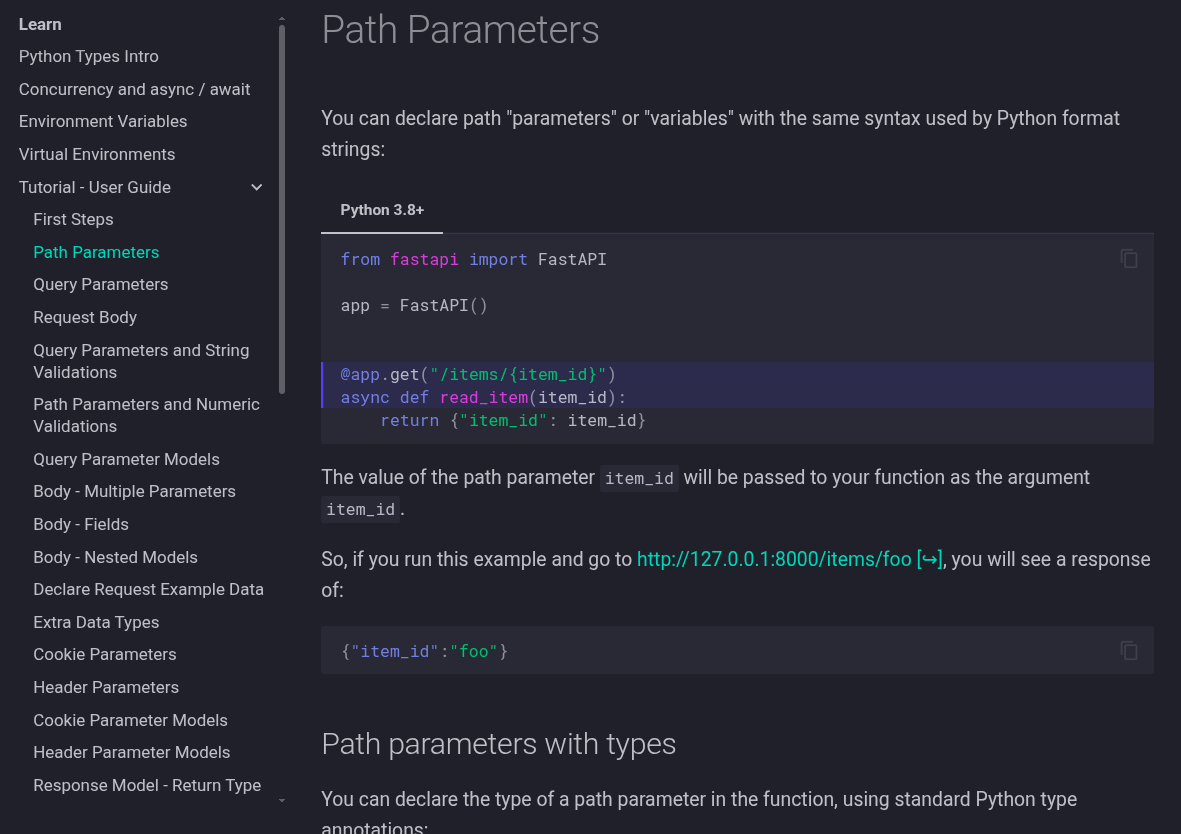 Learn
Python Types Intro
Concurrency and async / await
Environment Variables
Virtual Environments
Tutorial - User Guide
First Steps
Path Parameters
Query Parameters
Request Body
Query Parameters and String
Validations
Path Parameters and Numeric
Validations
Query Parameter Models
Body - Multiple Parameters
Body - Fields
Body - Nested Models
Declare Request Example Data
Extra Data Types
Cookie Parameters
Header Parameters
Cookie Parameter Models
Header Parameter Models
Response Model - Return Type
Path Parameters
You can declare path "parameters" or "variables" with the same syntax used by Python format
strings:
Python 3.8+
from fastapi import FastAPI

app = FastAPI()


@app.get("/items/{item_id}")
async def read_item(item_id):
    return {"item_id": item_id}
The value of the path parameter item_id will be passed to your function as the argument
item_id.
So, if you run this example and go to http://127.0.0.1:8000/items/foo [↪], you will see a response
of:
{"item_id":"foo"}
Path parameters with types
You can declare the type of a path parameter in the function, using standard Python type
annotations: